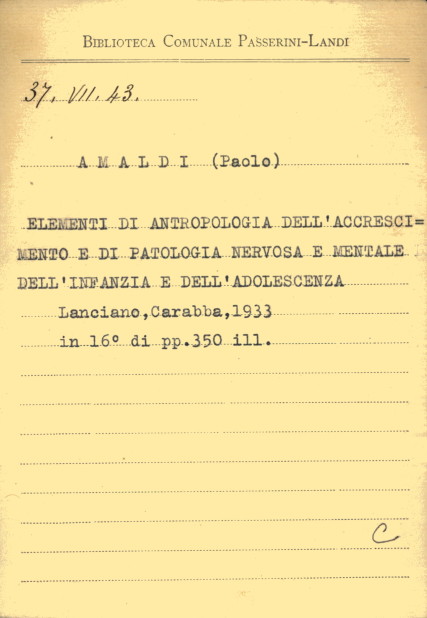 BIBLIOTECA COMUNALE PASSERINI-LANDI
37. VII. 43.
A M A L D I (Paolo)
ELEMENTI DI ANTROPOLOGIA DELL'ACCRESCI=
MENTO E DI PATOLOGIA NERVOSA E MENTALE
DELL'INFANZIA E DELL'ADOLESCENZA
Lanciano,Carabba,1933
in 16º di pp.350 ill.
C